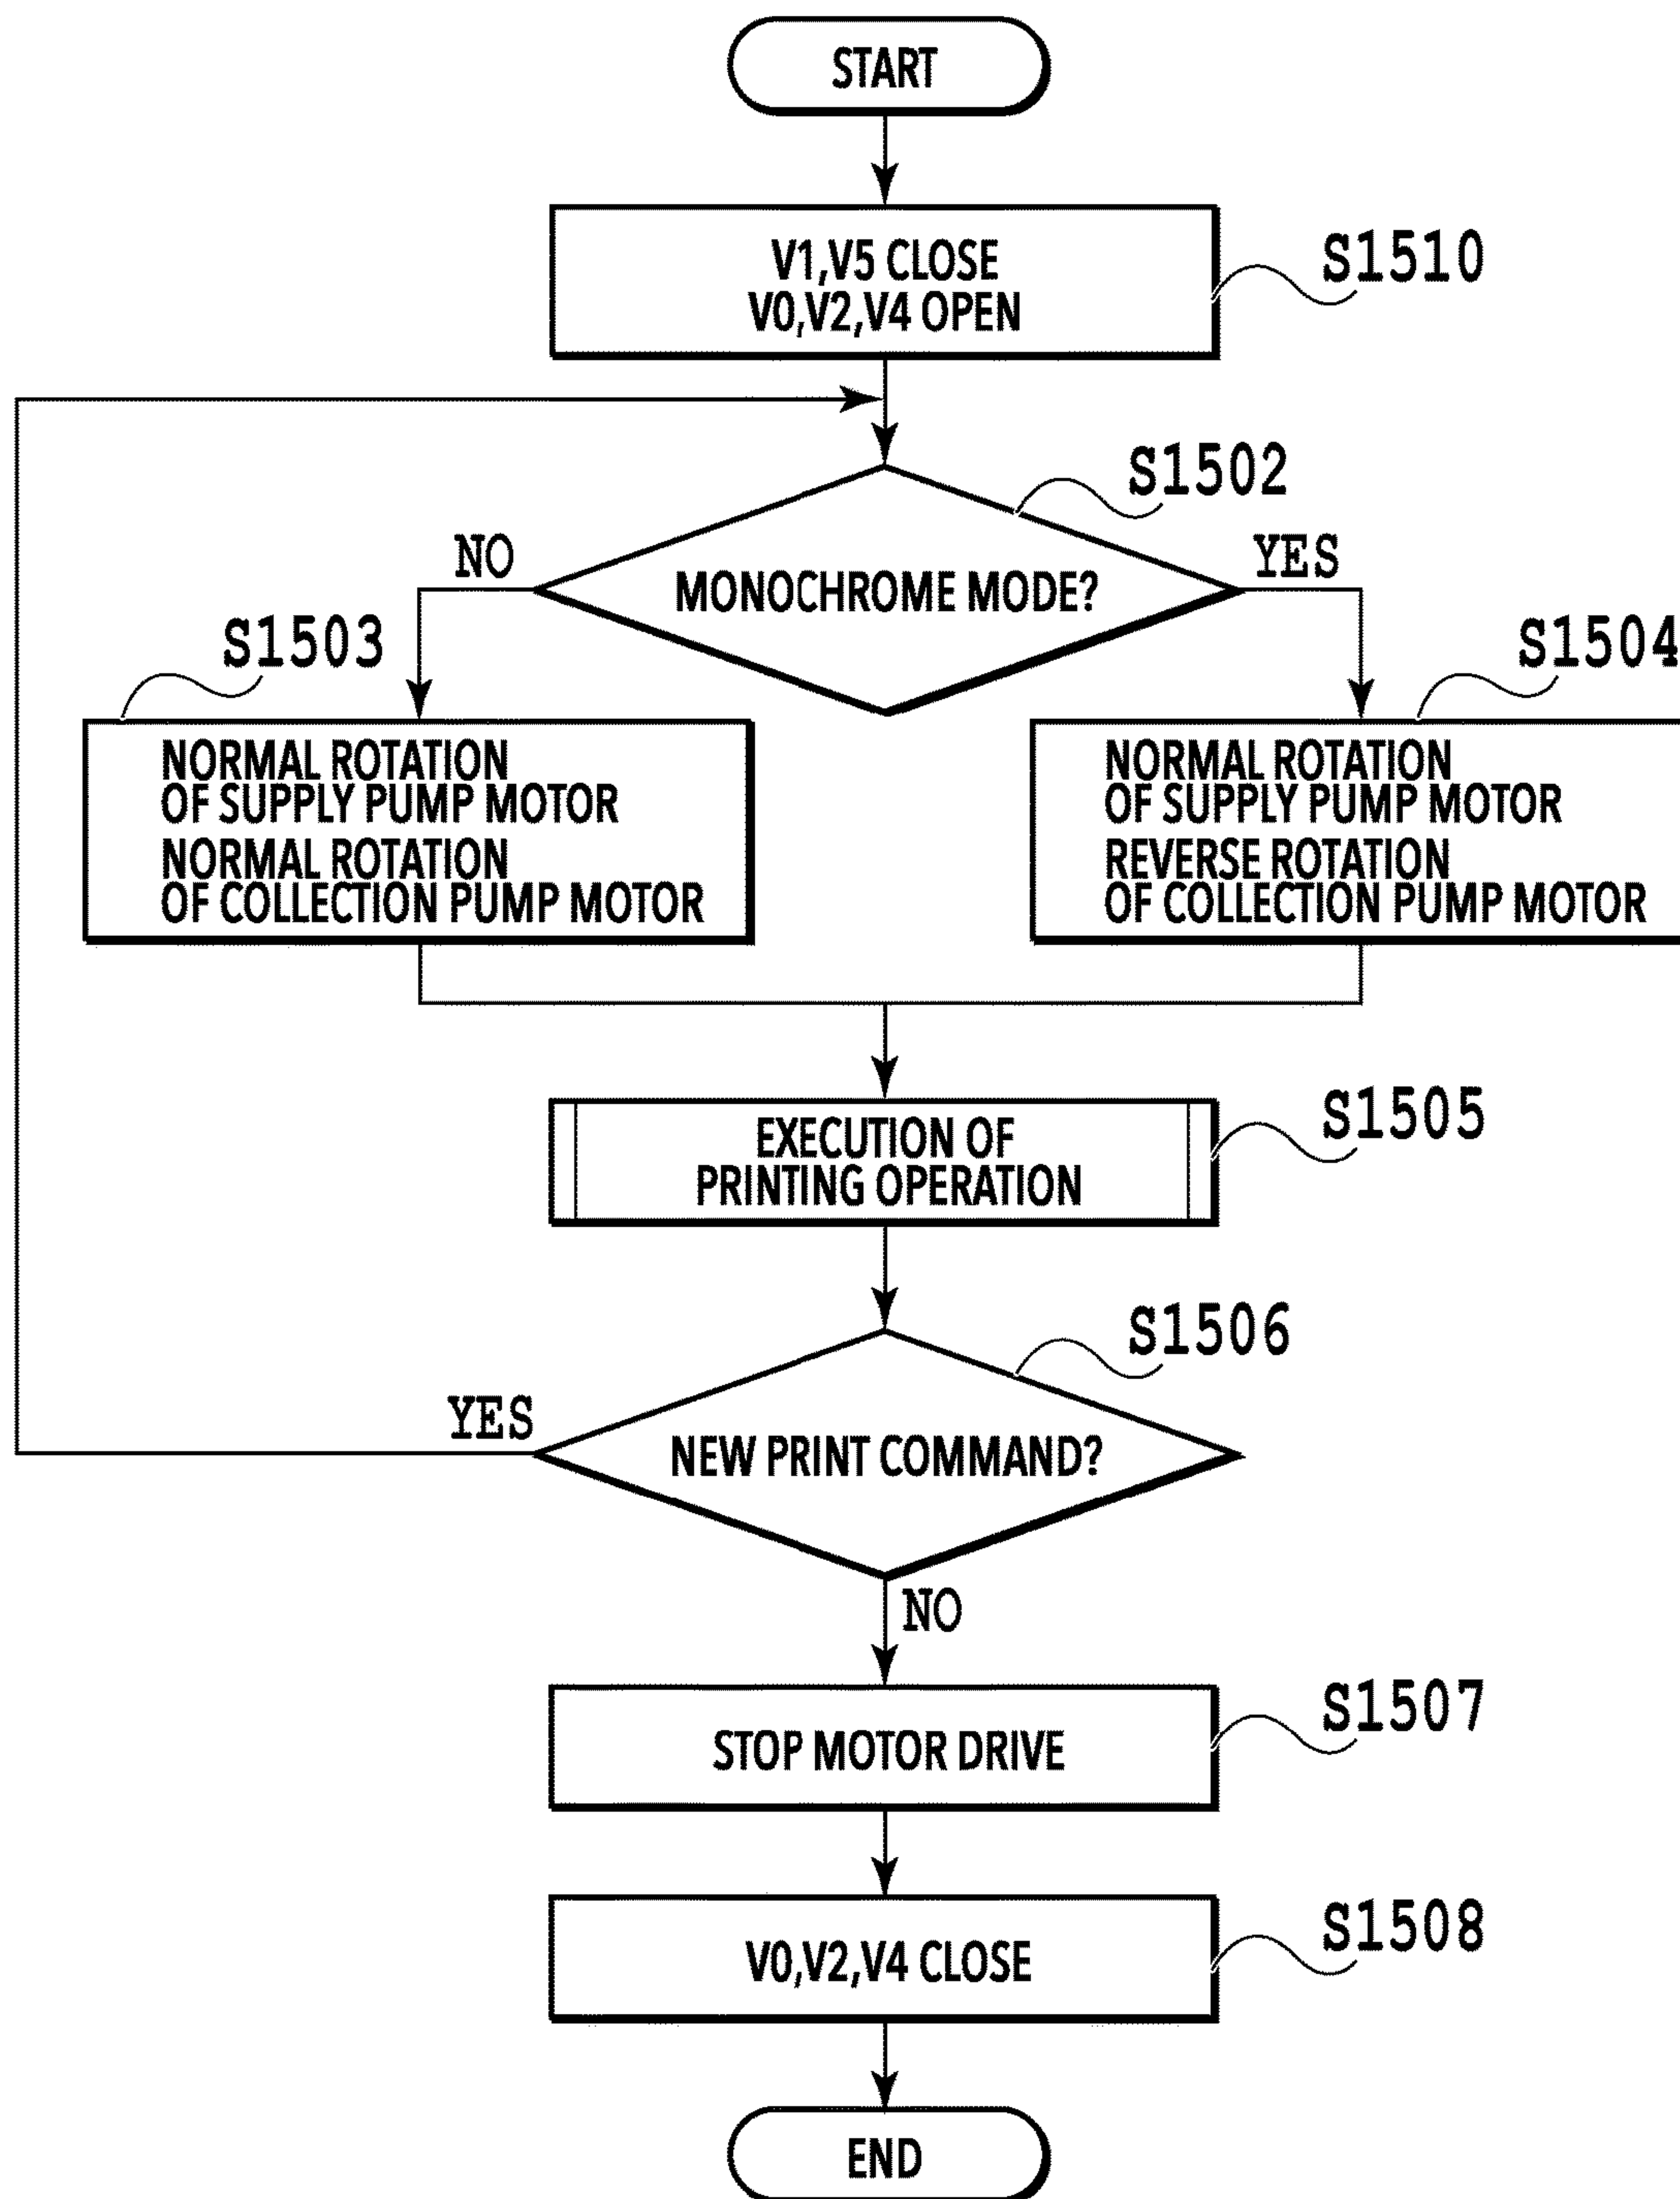 START
V1,V5 CLOSE
V0,V2,V4 OPEN
S1510
S1502
MONOCHROME MODE?
NO
YES
S1503
NORMAL ROTATION
OF SUPPLY PUMP MOTOR
NORMAL ROTATION
OF COLLECTION PUMP MOTOR
S1504
NORMAL ROTATION
OF SUPPLY PUMP MOTOR
REVERSE ROTATION
OF COLLECTION PUMP MOTOR
EXECUTION OF
PRINTING OPERATION
S1505
S1506
YES
NEW PRINT COMMAND?
NO
STOP MOTOR DRIVE
S1507
V0,V2,V4 CLOSE
S1508
END